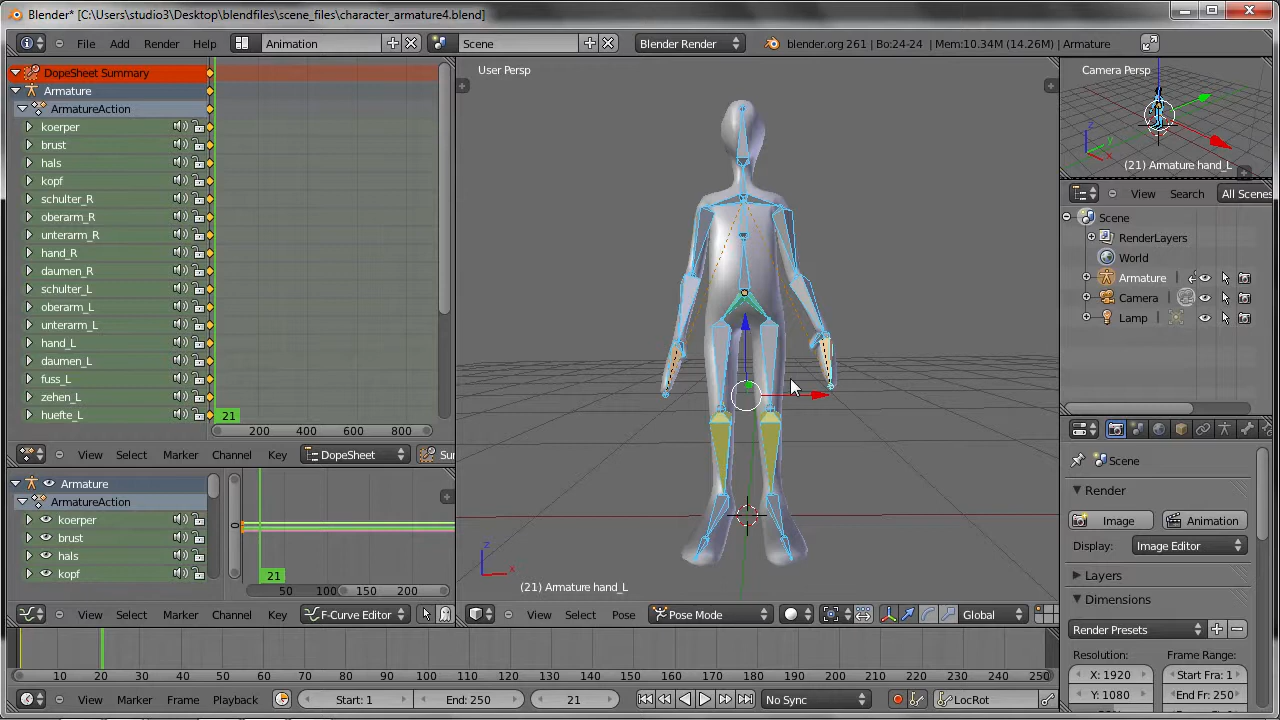 Blender* [C:\Users\studio3\Desktop\blendfiles\scene_files\character_armature4.blend]
File Add Render Help Animation Scene Blender Render blender.org 261 | Bo:24-24 | Mem:10.34M (14.26M) | Armature
DopeSheet Summary
Armature
ArmatureAction
koerper
brust
hals
kopf
schulter_R
oberarm_R
unterarm_R
hand_R
daumen_R
schulter_L
oberarm_L
unterarm_L
hand_L
daumen_L
fuss_L
zehen_L
huefte_L
21
200 400 600 800
View Select Marker Channel Key DopeSheet Sur
Armature
ArmatureAction
koerper
brust
hals
kopf
21
50 100 150 200
View Select Marker Channel Key F-Curve Editor
User Persp
z
x
(21) Armature hand_L
View Select Pose Pose Mode Global
Camera Persp
z
y
x
(21) Armature hand_L
View Search All Scenes
Scene
RenderLayers
World
Armature
Camera
Lamp
Scene
Render
Image Animation
Display: Image Editor
Layers
Dimensions
Render Presets
Resolution: Frame Range:
X: 1920 Start Fra: 1
Y: 1080 End Fr: 250
10 20 30 40 50 60 70 80 90 100 110 120 130 140 150 160 170 180 190 200 210 220 230 240 250
View Marker Frame Playback Start: 1 End: 250 21 No Sync LocRot